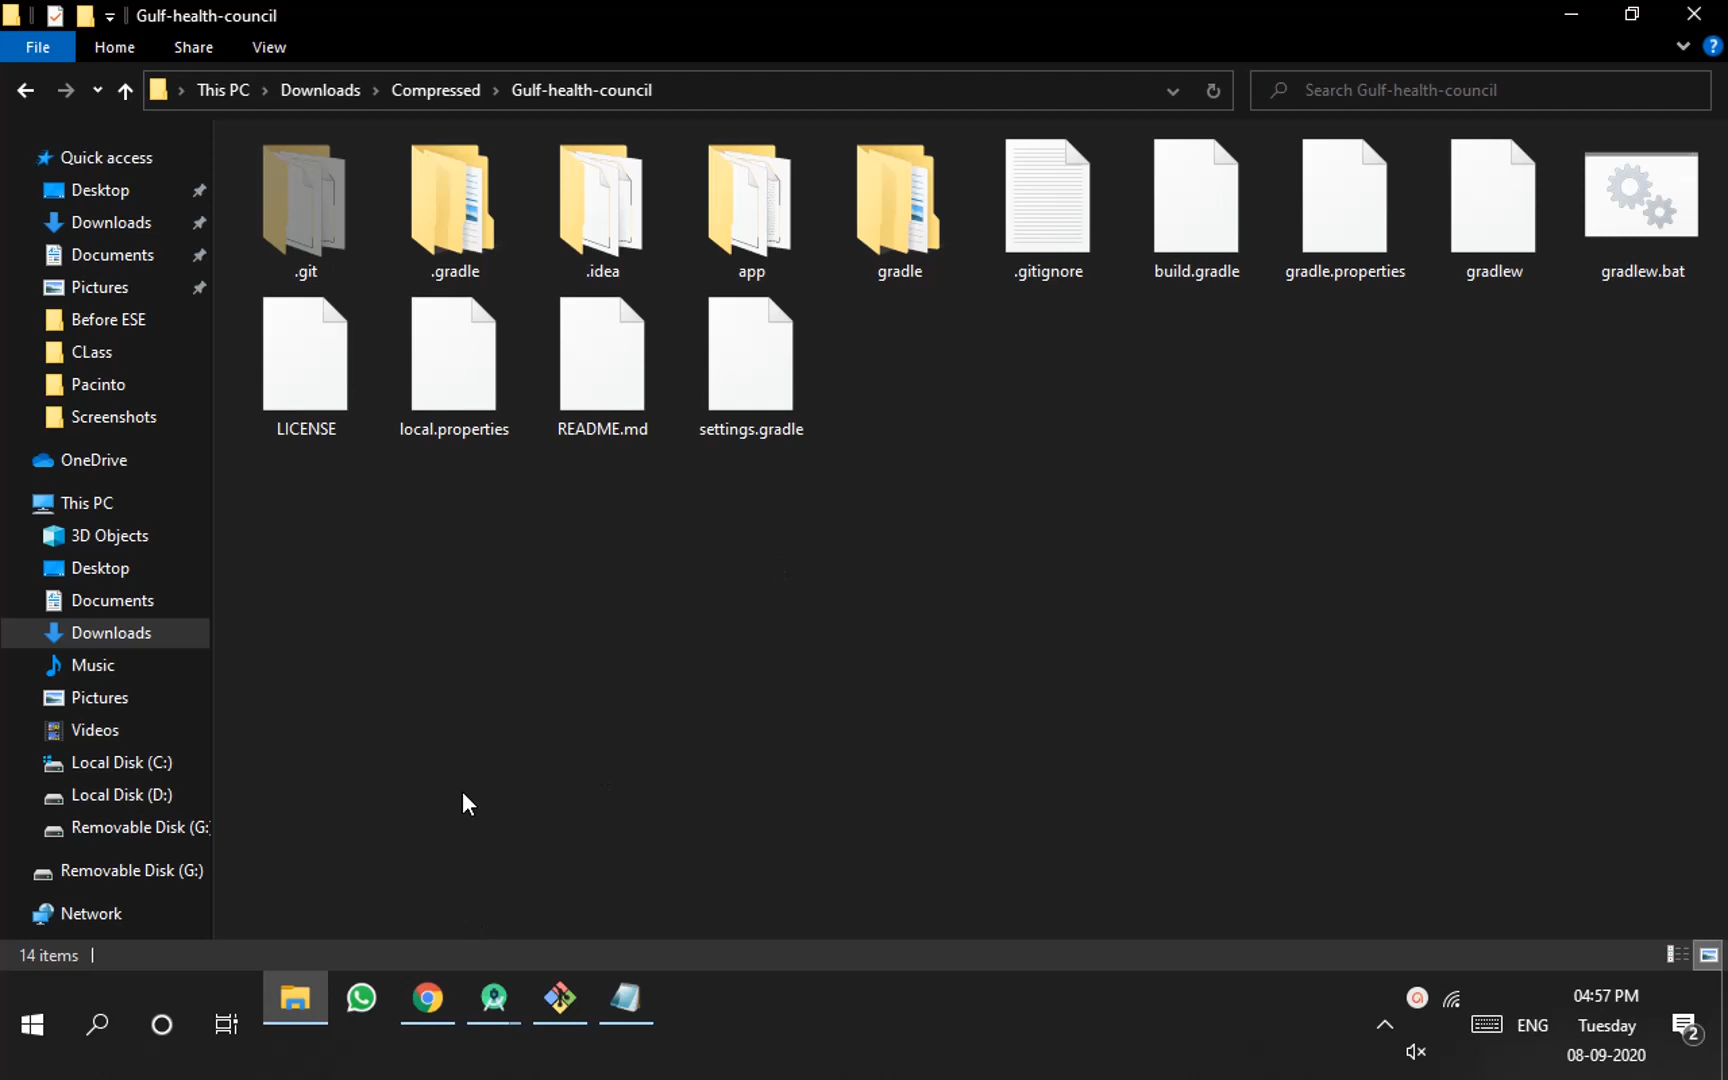 Gulf-health-council
File Home Share View
This PC Downloads Compressed Gulf-health-council Search Gulf-health-council
Quick access
Desktop
Downloads
Documents
Pictures
Before ESE
CLass
Pacinto
Screenshots
OneDrive
This PC
3D Objects
Desktop
Documents
Downloads
Music
Pictures
Videos
Local Disk (C:)
Local Disk (D:)
Removable Disk (G:
Removable Disk (G:)
Network
.git .gradle .idea app gradle .gitignore build.gradle gradle.properties gradlew gradlew.bat
LICENSE local.properties README.md settings.gradle
14 items
04:57 PM
ENG Tuesday 2
08-09-2020